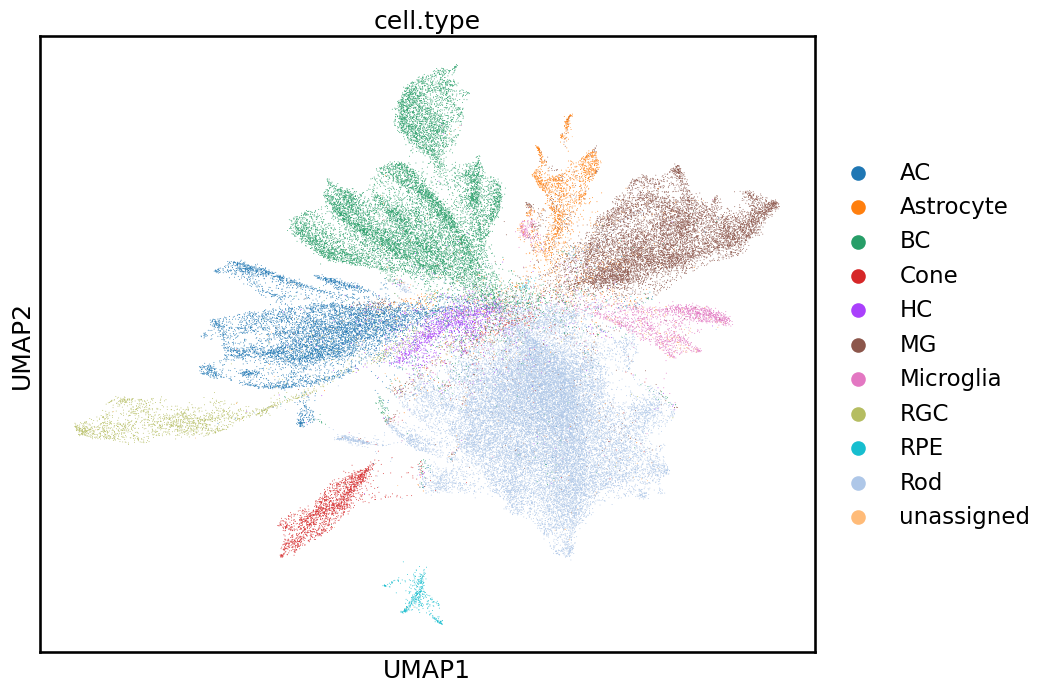 cell.type
UMAP2
UMAP1
AC
Astrocyte
BC
Cone
HC
MG
Microglia
RGC
RPE
Rod
unassigned